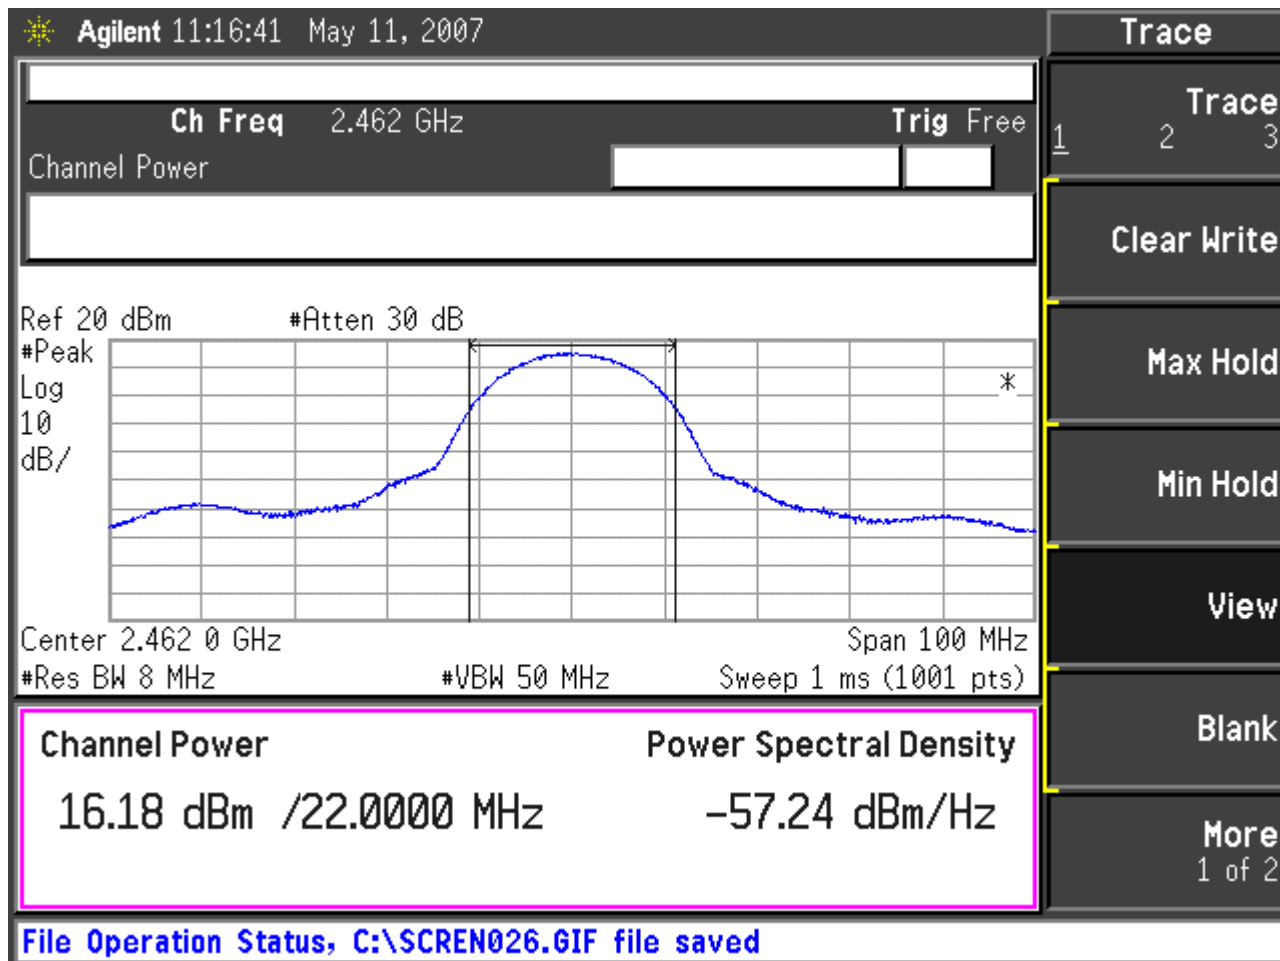 Agilent 11:16:41 May 11, 2007
Trace
Ch Freq 2.462 GHz
Trig Free
Channel Power
Trace
1 2 3
Clear Write
Max Hold
Min Hold
View
Blank
More
1 of 2
Ref 20 dBm #Atten 30 dB
#Peak
Log
10
dB/
*
Center 2.462 0 GHz Span 100 MHz
#Res BW 8 MHz #VBW 50 MHz Sweep 1 ms (1001 pts)
Channel Power Power Spectral Density
16.18 dBm /22.0000 MHz -57.24 dBm/Hz
File Operation Status, C:\SCREN026.GIF file saved